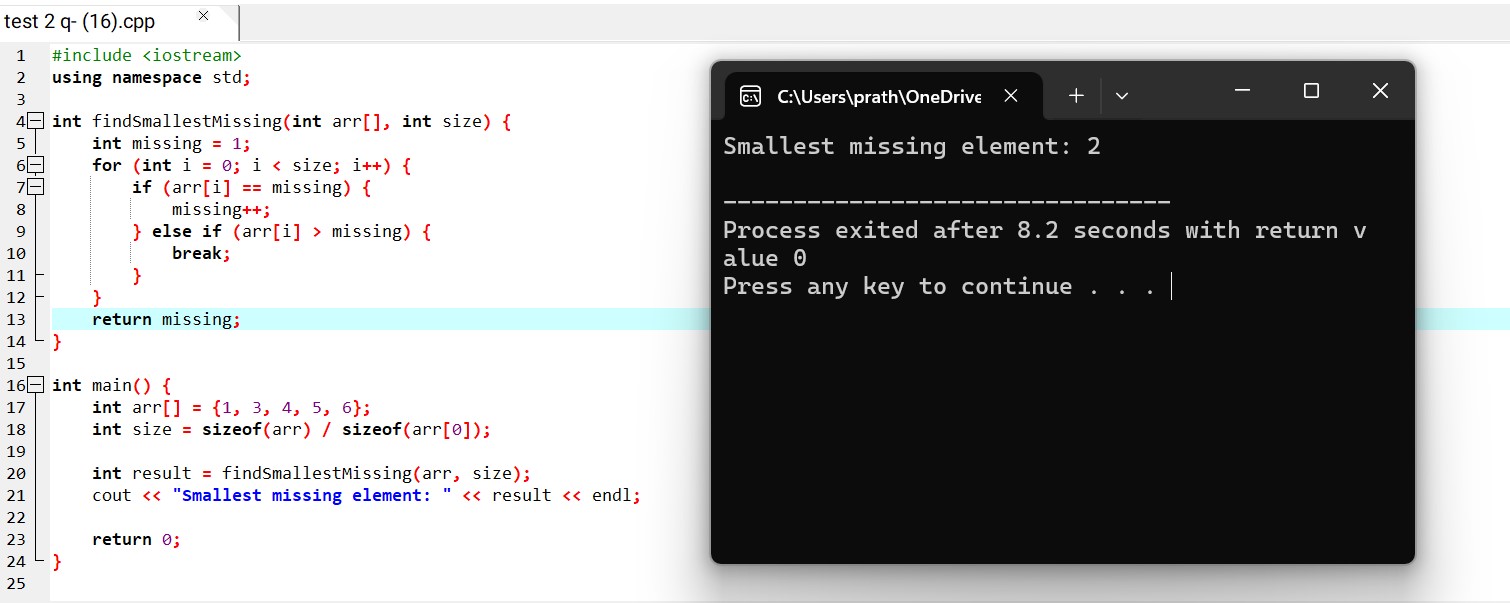 test 2 q- (16).cpp
1 #include <iostream>
2 using namespace std;
3
4 int findSmallestMissing(int arr[], int size) {
5     int missing = 1;
6     for (int i = 0; i < size; i++) {
7         if (arr[i] == missing) {
8             missing++;
9         } else if (arr[i] > missing) {
10             break;
11         }
12     }
13     return missing;
14 }
15
16 int main() {
17     int arr[] = {1, 3, 4, 5, 6};
18     int size = sizeof(arr) / sizeof(arr[0]);
19
20     int result = findSmallestMissing(arr, size);
21     cout << "Smallest missing element: " << result << endl;
22
23     return 0;
24 }
25
C:\Users\prath\OneDrive
Smallest missing element: 2
--------------------------------
Process exited after 8.2 seconds with return v
alue 0
Press any key to continue . . .